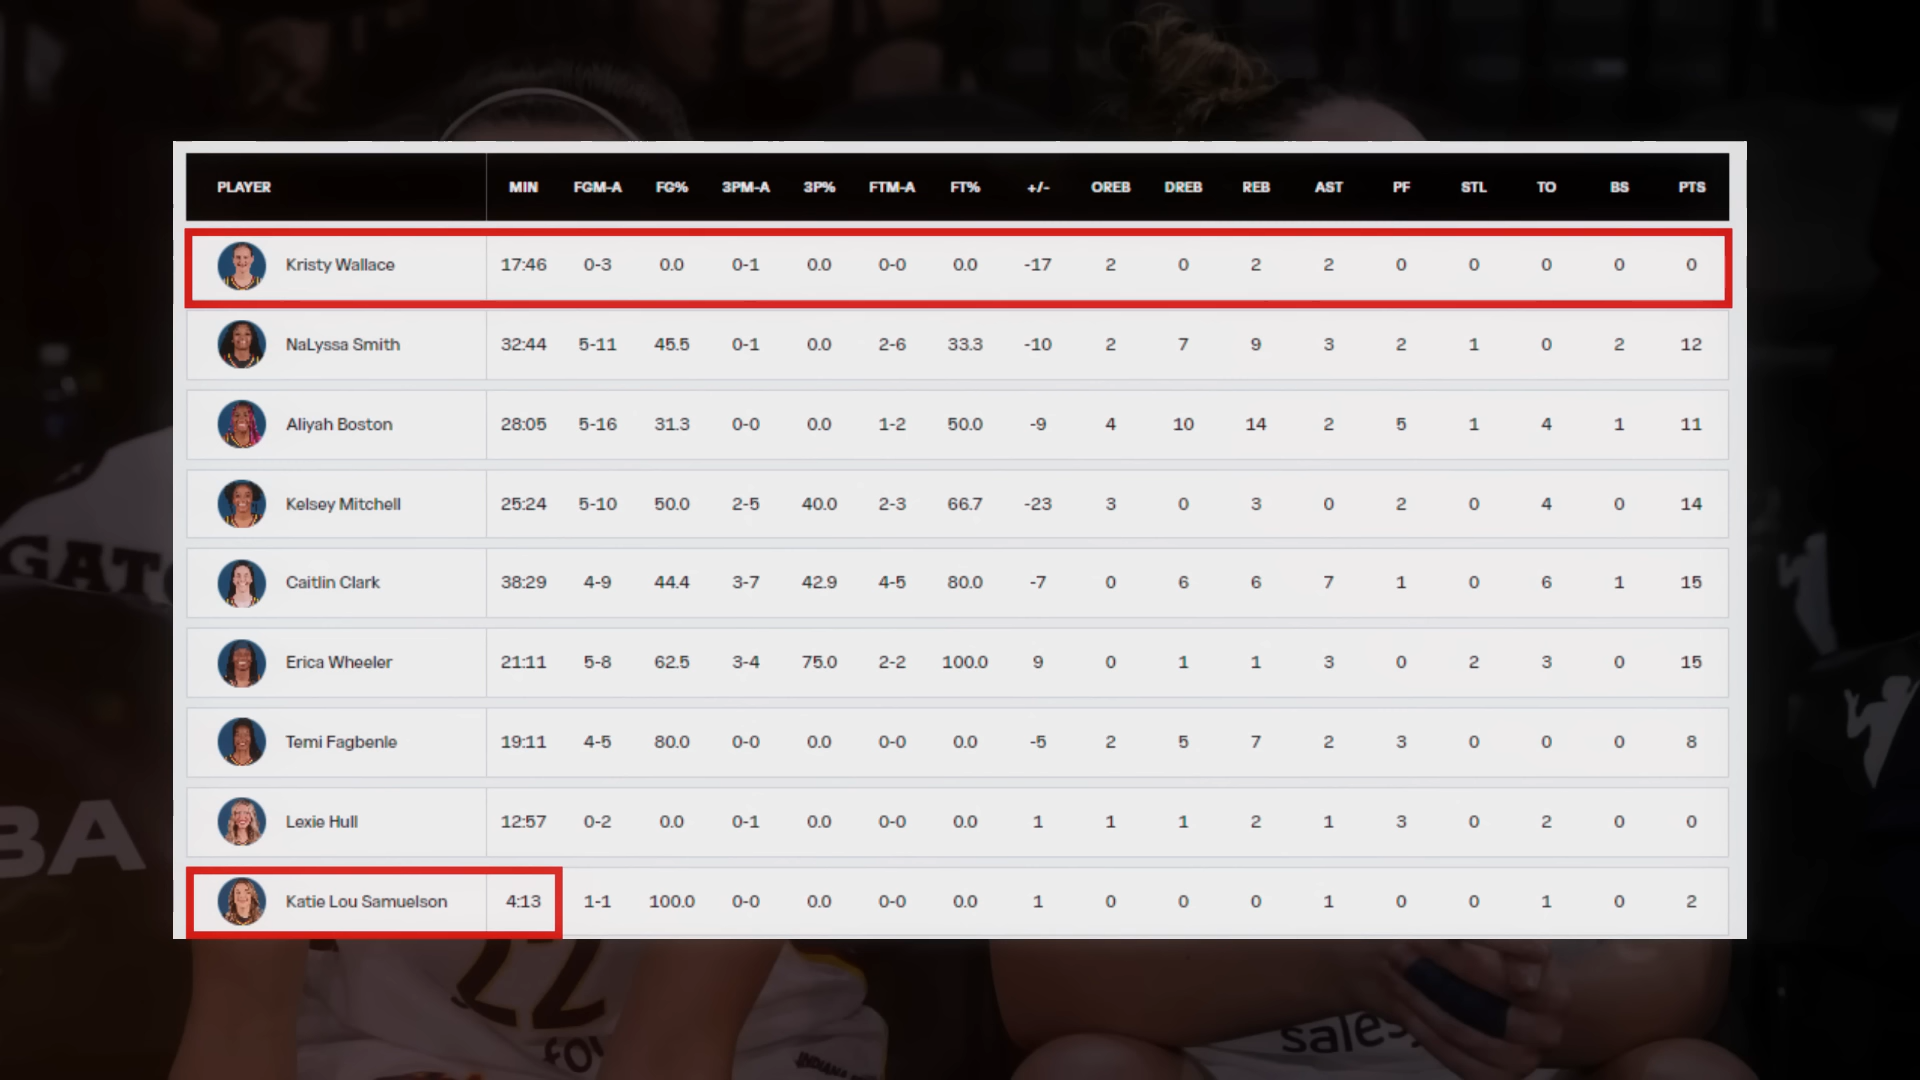 PLAYER MIN FGM-A FG% 3PM-A 3P% FTM-A FT% +/- OREB DREB REB AST PF STL TO BS PTS
Kristy Wallace 17:46 0-3 0.0 0-1 0.0 0-0 0.0 -17 2 0 2 2 0 0 0 0 0
NaLyssa Smith 32:44 5-11 45.5 0-1 0.0 2-6 33.3 -10 2 7 9 3 2 1 0 2 12
Aliyah Boston 28:05 5-16 31.3 0-0 0.0 1-2 50.0 -9 4 10 14 2 5 1 4 1 11
Kelsey Mitchell 25:24 5-10 50.0 2-5 40.0 2-3 66.7 -23 3 0 3 0 2 0 4 0 14
Caitlin Clark 38:29 4-9 44.4 3-7 42.9 4-5 80.0 -7 0 6 6 7 1 0 6 1 15
Erica Wheeler 21:11 5-8 62.5 3-4 75.0 2-2 100.0 9 0 1 1 3 0 2 3 0 15
Temi Fagbenle 19:11 4-5 80.0 0-0 0.0 0-0 0.0 -5 2 5 7 2 3 0 0 0 8
Lexie Hull 12:57 0-2 0.0 0-1 0.0 0-0 0.0 1 1 1 2 1 3 0 2 0 0
Katie Lou Samuelson 4:13 1-1 100.0 0-0 0.0 0-0 0.0 1 0 0 0 1 0 0 1 0 2
GATO
BA
22
INDIANA
sales